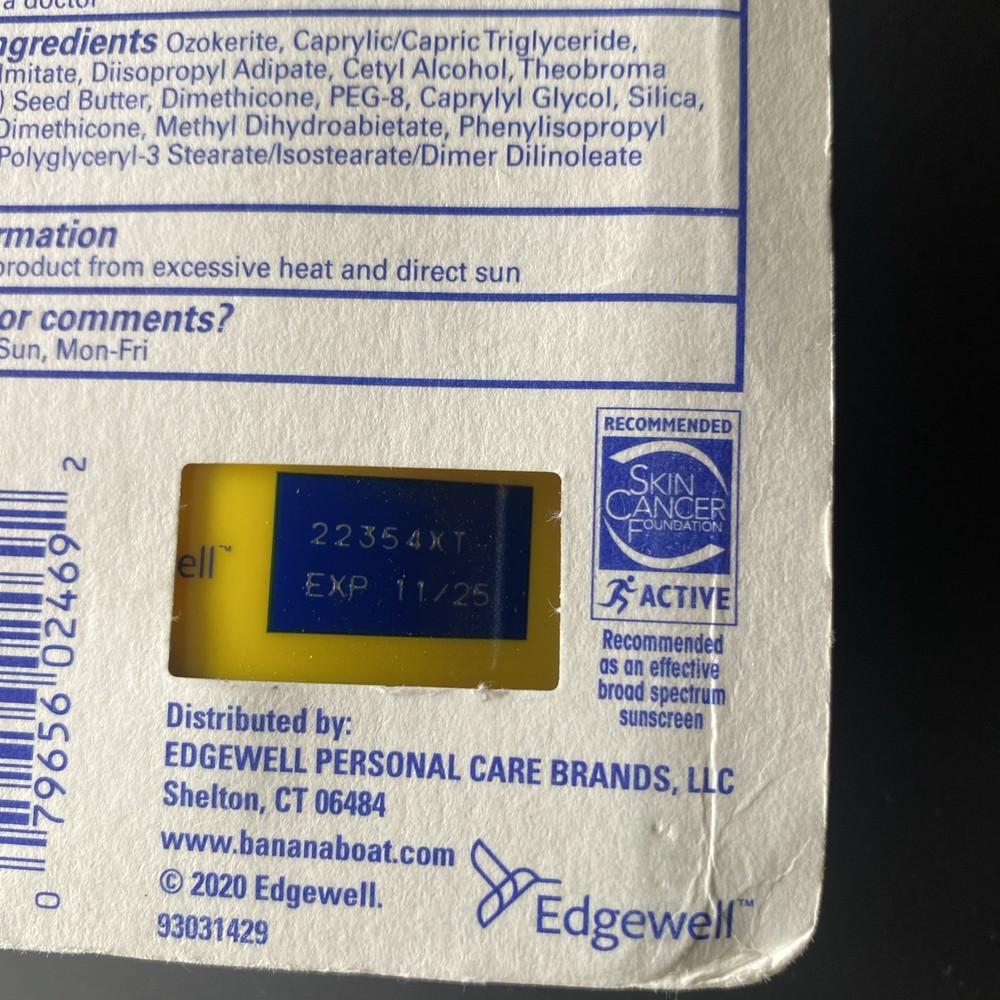 a doctor
ngredients Ozokerite, Caprylic/Capric Triglyceride,
lmitate, Diisopropyl Adipate, Cetyl Alcohol, Theobroma
) Seed Butter, Dimethicone, PEG-8, Caprylyl Glycol, Silica,
Dimethicone, Methyl Dihydroabietate, Phenylisopropyl
Polyglyceryl-3 Stearate/Isostearate/Dimer Dilinoleate
rmation
product from excessive heat and direct sun
or comments?
Sun, Mon-Fri
0 79656 02469 2
ell™
22354XT
EXP 11/25
RECOMMENDED
SKIN
CANCER
FOUNDATION
ACTIVE
Recommended
as an effective
broad spectrum
sunscreen
Distributed by:
EDGEWELL PERSONAL CARE BRANDS, LLC
Shelton, CT 06484
www.bananaboat.com
© 2020 Edgewell.
93031429
Edgewell™